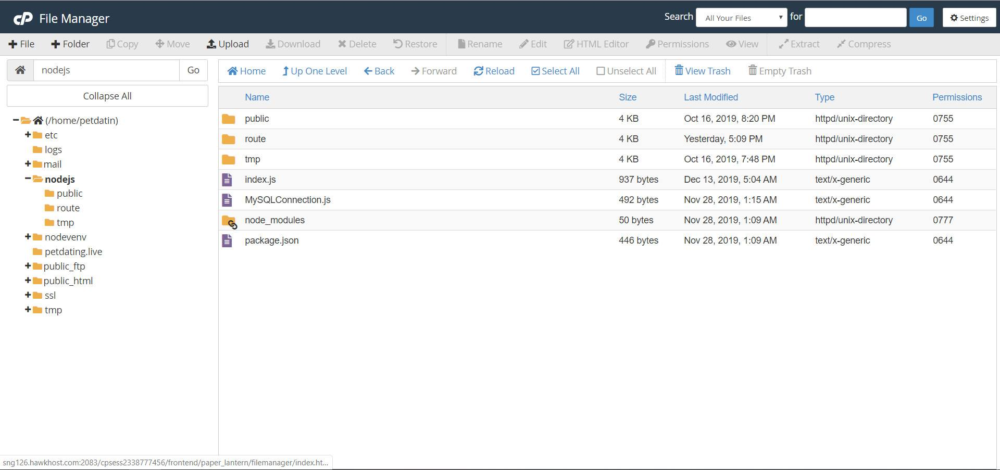 cP File Manager
Search All Your Files for Go Settings
File Folder Copy Move Upload Download Delete Restore Rename Edit HTML Editor Permissions View Extract Compress
nodejs Go
Collapse All
(/home/petdatin)
etc
logs
mail
nodejs
public
route
tmp
nodevenv
petdating.live
public_ftp
public_html
ssl
tmp
Home Up One Level Back Forward Reload Select All Unselect All View Trash Empty Trash
Name Size Last Modified Type Permissions
public 4 KB Oct 16, 2019, 8:20 PM httpd/unix-directory 0755
route 4 KB Yesterday, 5:09 PM httpd/unix-directory 0755
tmp 4 KB Oct 16, 2019, 7:48 PM httpd/unix-directory 0755
index.js 937 bytes Dec 13, 2019, 5:04 AM text/x-generic 0644
MySQLConnection.js 492 bytes Nov 28, 2019, 1:15 AM text/x-generic 0644
node_modules 50 bytes Nov 28, 2019, 1:09 AM httpd/unix-directory 0777
package.json 446 bytes Nov 28, 2019, 1:09 AM text/x-generic 0644
sng126.hawkhost.com:2083/cpsess2338777456/frontend/paper_lantern/filemanager/index.ht...